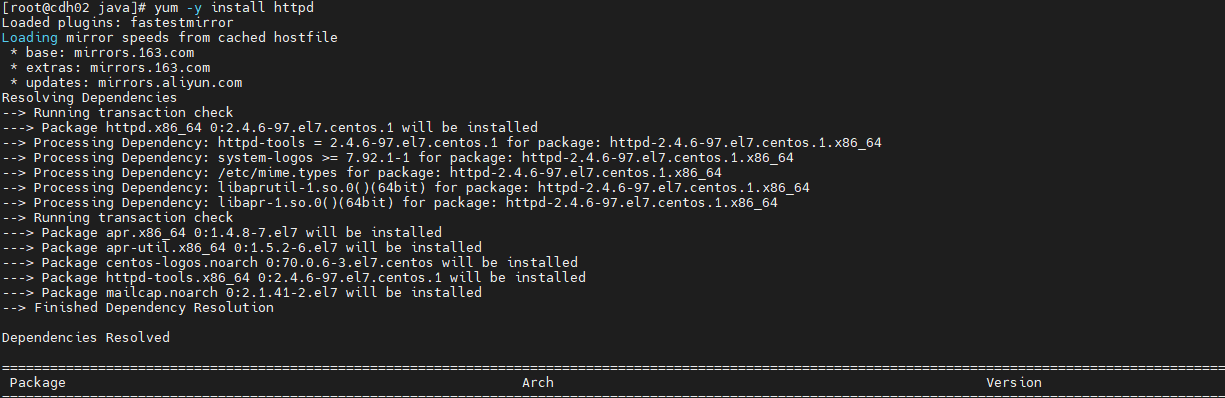 [root@cdh02 java]# yum -y install httpd
Loaded plugins: fastestmirror
Loading mirror speeds from cached hostfile
 * base: mirrors.163.com
 * extras: mirrors.163.com
 * updates: mirrors.aliyun.com
Resolving Dependencies
--> Running transaction check
---> Package httpd.x86_64 0:2.4.6-97.el7.centos.1 will be installed
--> Processing Dependency: httpd-tools = 2.4.6-97.el7.centos.1 for package: httpd-2.4.6-97.el7.centos.1.x86_64
--> Processing Dependency: system-logos >= 7.92.1-1 for package: httpd-2.4.6-97.el7.centos.1.x86_64
--> Processing Dependency: /etc/mime.types for package: httpd-2.4.6-97.el7.centos.1.x86_64
--> Processing Dependency: libaprutil-1.so.0()(64bit) for package: httpd-2.4.6-97.el7.centos.1.x86_64
--> Processing Dependency: libapr-1.so.0()(64bit) for package: httpd-2.4.6-97.el7.centos.1.x86_64
--> Running transaction check
---> Package apr.x86_64 0:1.4.8-7.el7 will be installed
---> Package apr-util.x86_64 0:1.5.2-6.el7 will be installed
---> Package centos-logos.noarch 0:70.0.6-3.el7.centos will be installed
---> Package httpd-tools.x86_64 0:2.4.6-97.el7.centos.1 will be installed
---> Package mailcap.noarch 0:2.1.41-2.el7 will be installed
--> Finished Dependency Resolution
Dependencies Resolved
Package Arch Version